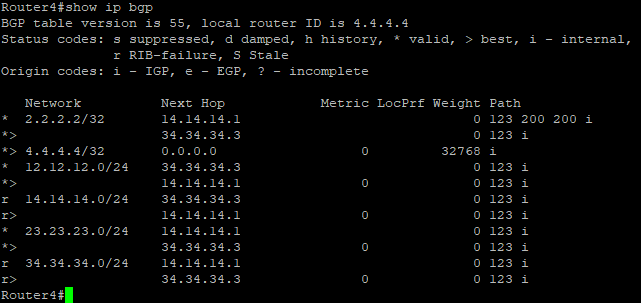 Router4#show ip bgp
BGP table version is 55, local router ID is 4.4.4.4
Status codes: s suppressed, d damped, h history, * valid, > best, i - internal,
              r RIB-failure, S Stale
Origin codes: i - IGP, e - EGP, ? - incomplete

   Network          Next Hop            Metric LocPrf Weight Path
*  2.2.2.2/32       14.14.14.1                             0 123 200 200 i
*>                  34.34.34.3                             0 123 i
*> 4.4.4.4/32       0.0.0.0                  0         32768 i
*  12.12.12.0/24    34.34.34.3                             0 123 i
*>                  14.14.14.1               0             0 123 i
r  14.14.14.0/24    34.34.34.3                             0 123 i
r>                  14.14.14.1               0             0 123 i
*  23.23.23.0/24    14.14.14.1                             0 123 i
*>                  34.34.34.3               0             0 123 i
r  34.34.34.0/24    14.14.14.1                             0 123 i
r>                  34.34.34.3               0             0 123 i
Router4#